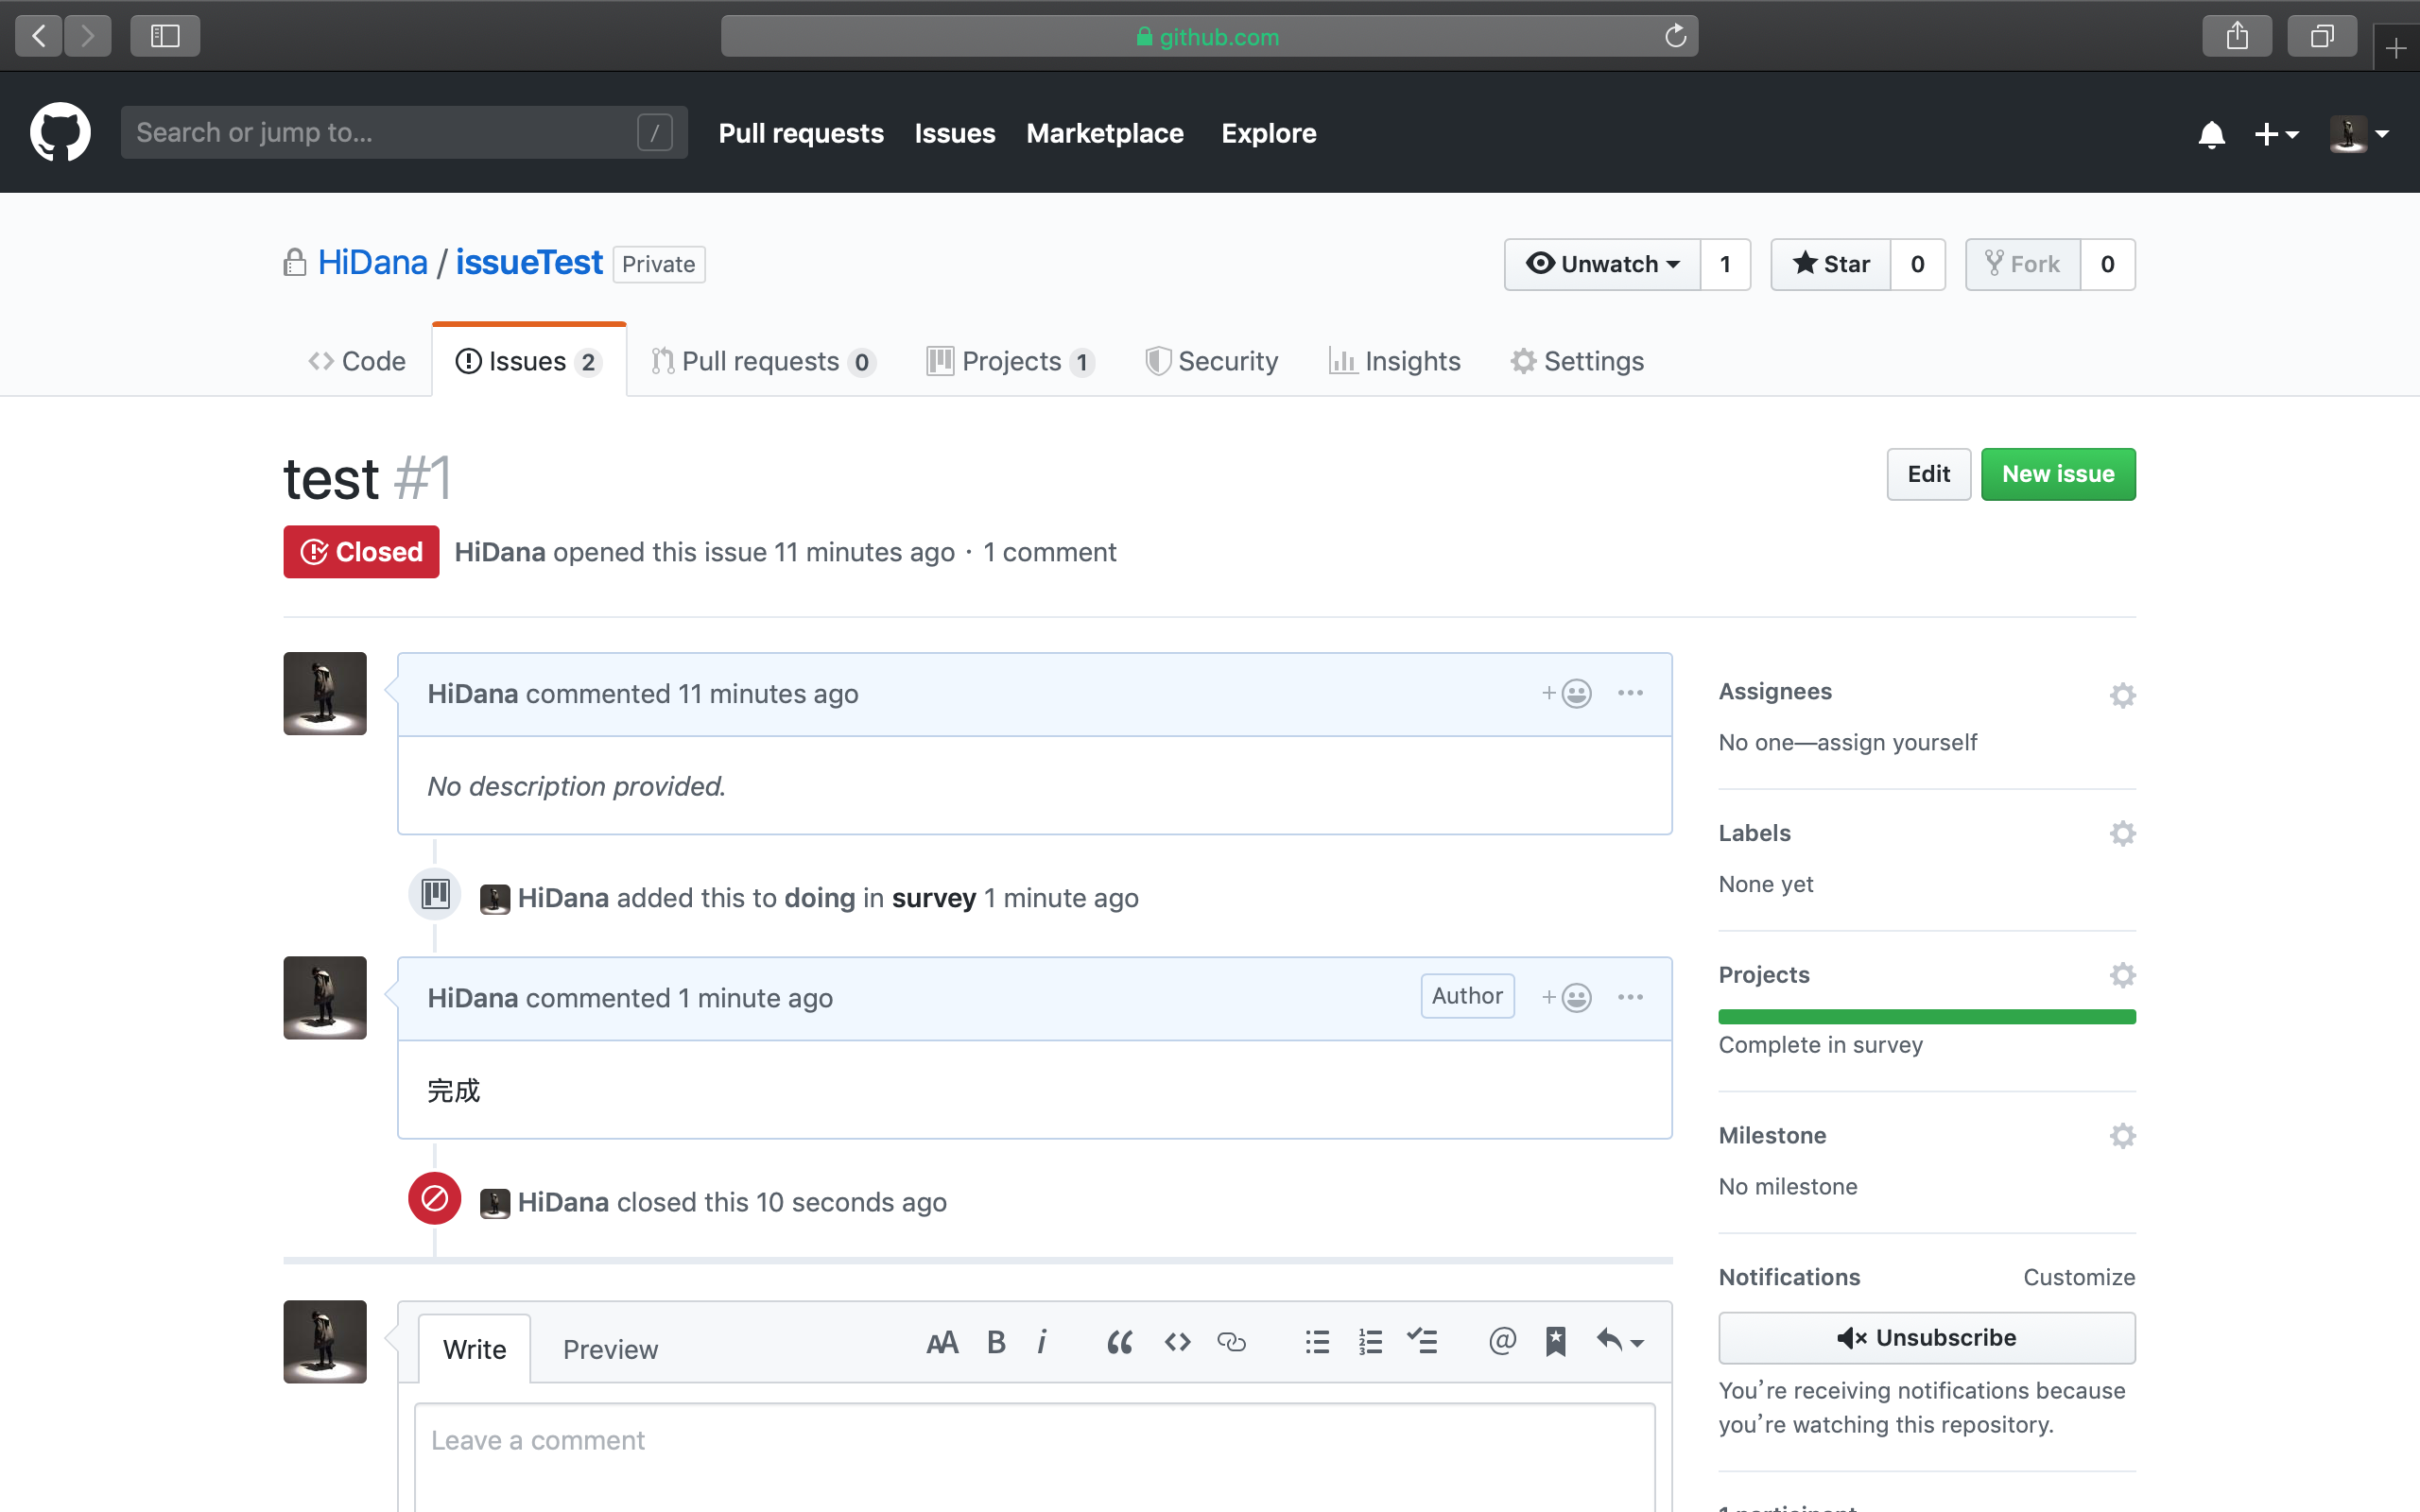 github.com
Search or jump to... /
Pull requests Issues Marketplace Explore
HiDana / issueTest Private
Unwatch 1 Star 0 Fork 0
Code Issues 2 Pull requests 0 Projects 1 Security Insights Settings
test #1
Edit New issue
Closed HiDana opened this issue 11 minutes ago · 1 comment
HiDana commented 11 minutes ago
No description provided.
HiDana added this to doing in survey 1 minute ago
HiDana commented 1 minute ago Author
完成
HiDana closed this 10 seconds ago
Write Preview
Leave a comment
Assignees
No one—assign yourself
Labels
None yet
Projects
Complete in survey
Milestone
No milestone
Notifications Customize
Unsubscribe
You’re receiving notifications because
you’re watching this repository.
1 participant